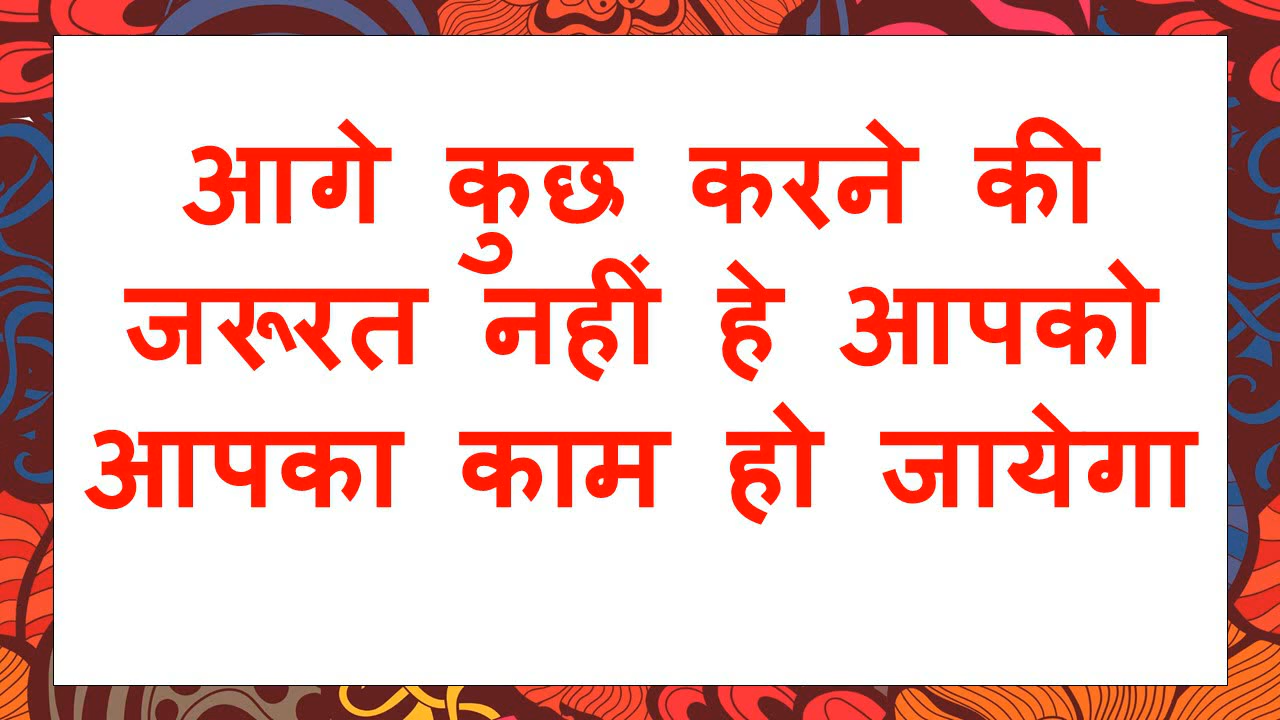 आगे कुछ करने की
जरूरत नहीं हे आपको
आपका काम हो जायेगा